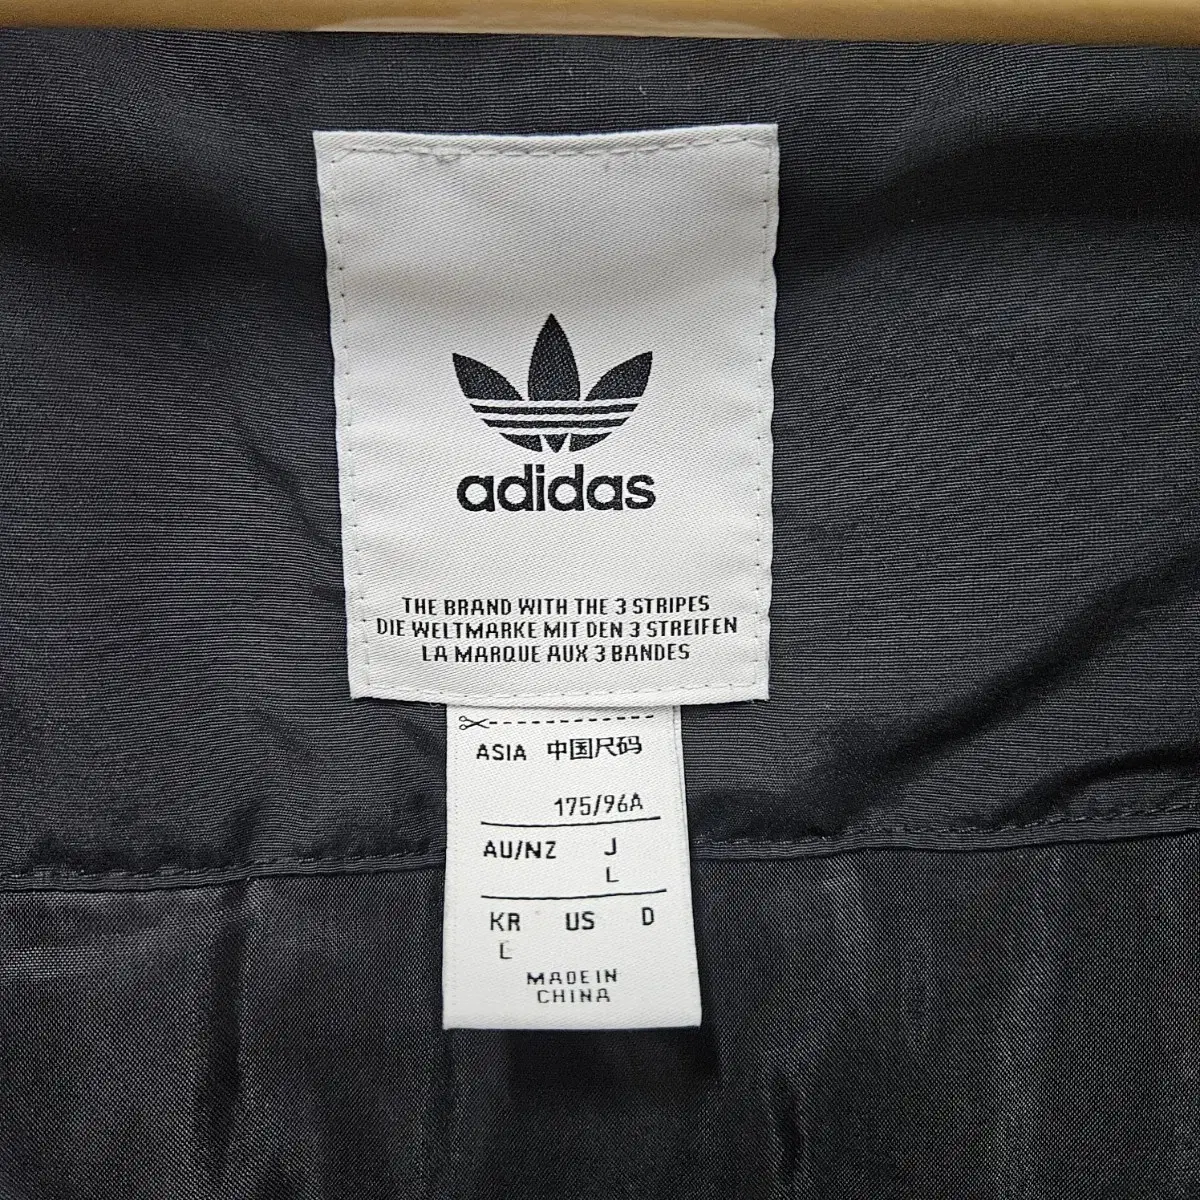 adidas
THE BRAND WITH THE 3 STRIPES
DIE WELTMARKE MIT DEN 3 STREIFEN
LA MARQUE AUX 3 BANDES
ASIA 中国尺码
175/96A
AU/NZ J
L
KR US D
L
MADE IN
CHINA